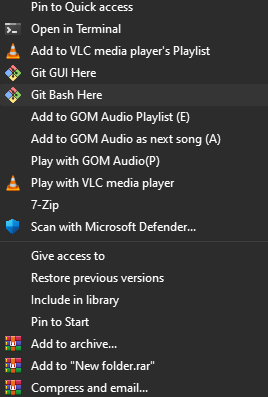 Pin to Quick access
Open in Terminal
Add to VLC media player's Playlist
Git GUI Here
Git Bash Here
Add to GOM Audio Playlist (E)
Add to GOM Audio as next song (A)
Play with GOM Audio(P)
Play with VLC media player
7-Zip
Scan with Microsoft Defender...
Give access to
Restore previous versions
Include in library
Pin to Start
Add to archive...
Add to "New folder.rar"
Compress and email...